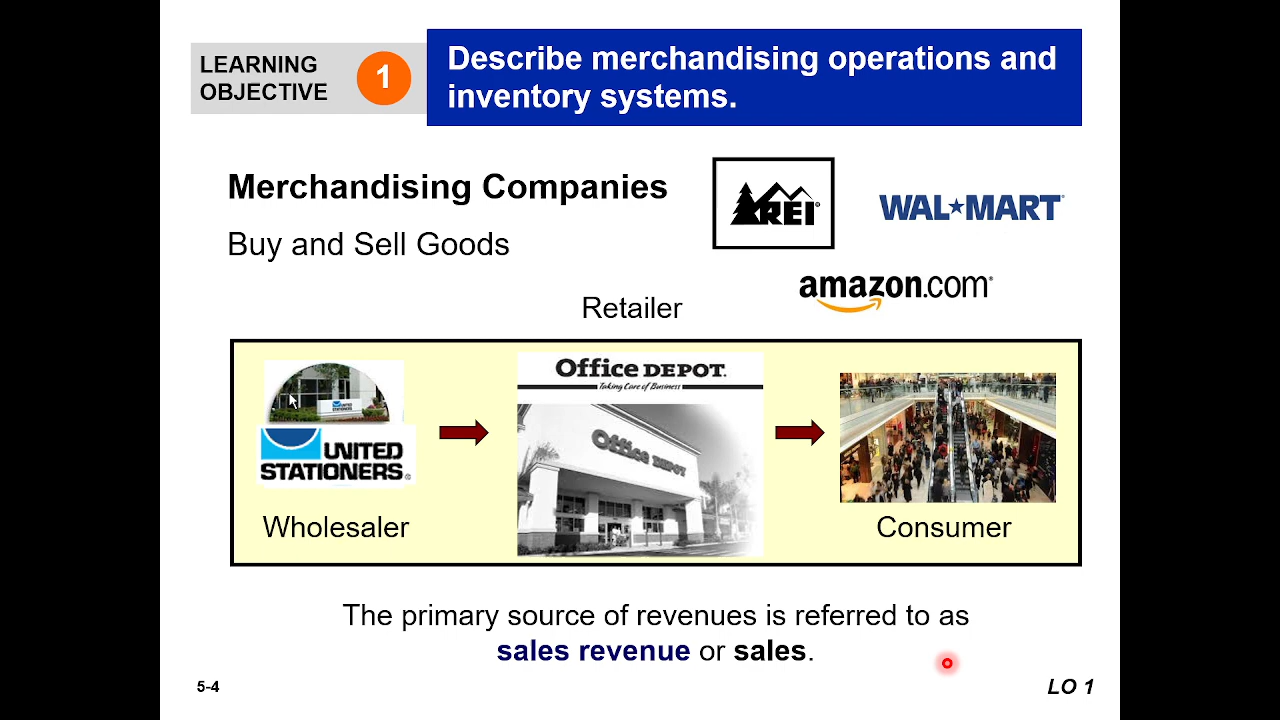 LEARNING
OBJECTIVE
1
Describe merchandising operations and
inventory systems.
Merchandising Companies
REI
WAL★MART
Buy and Sell Goods
amazon.com
Retailer
Office DEPOT.
Taking Care of Business
UNITED
STATIONERS
Office DEPOT
UNITED
STATIONERS®
Wholesaler
Consumer
The primary source of revenues is referred to as
sales revenue or sales.
5-4
LO 1